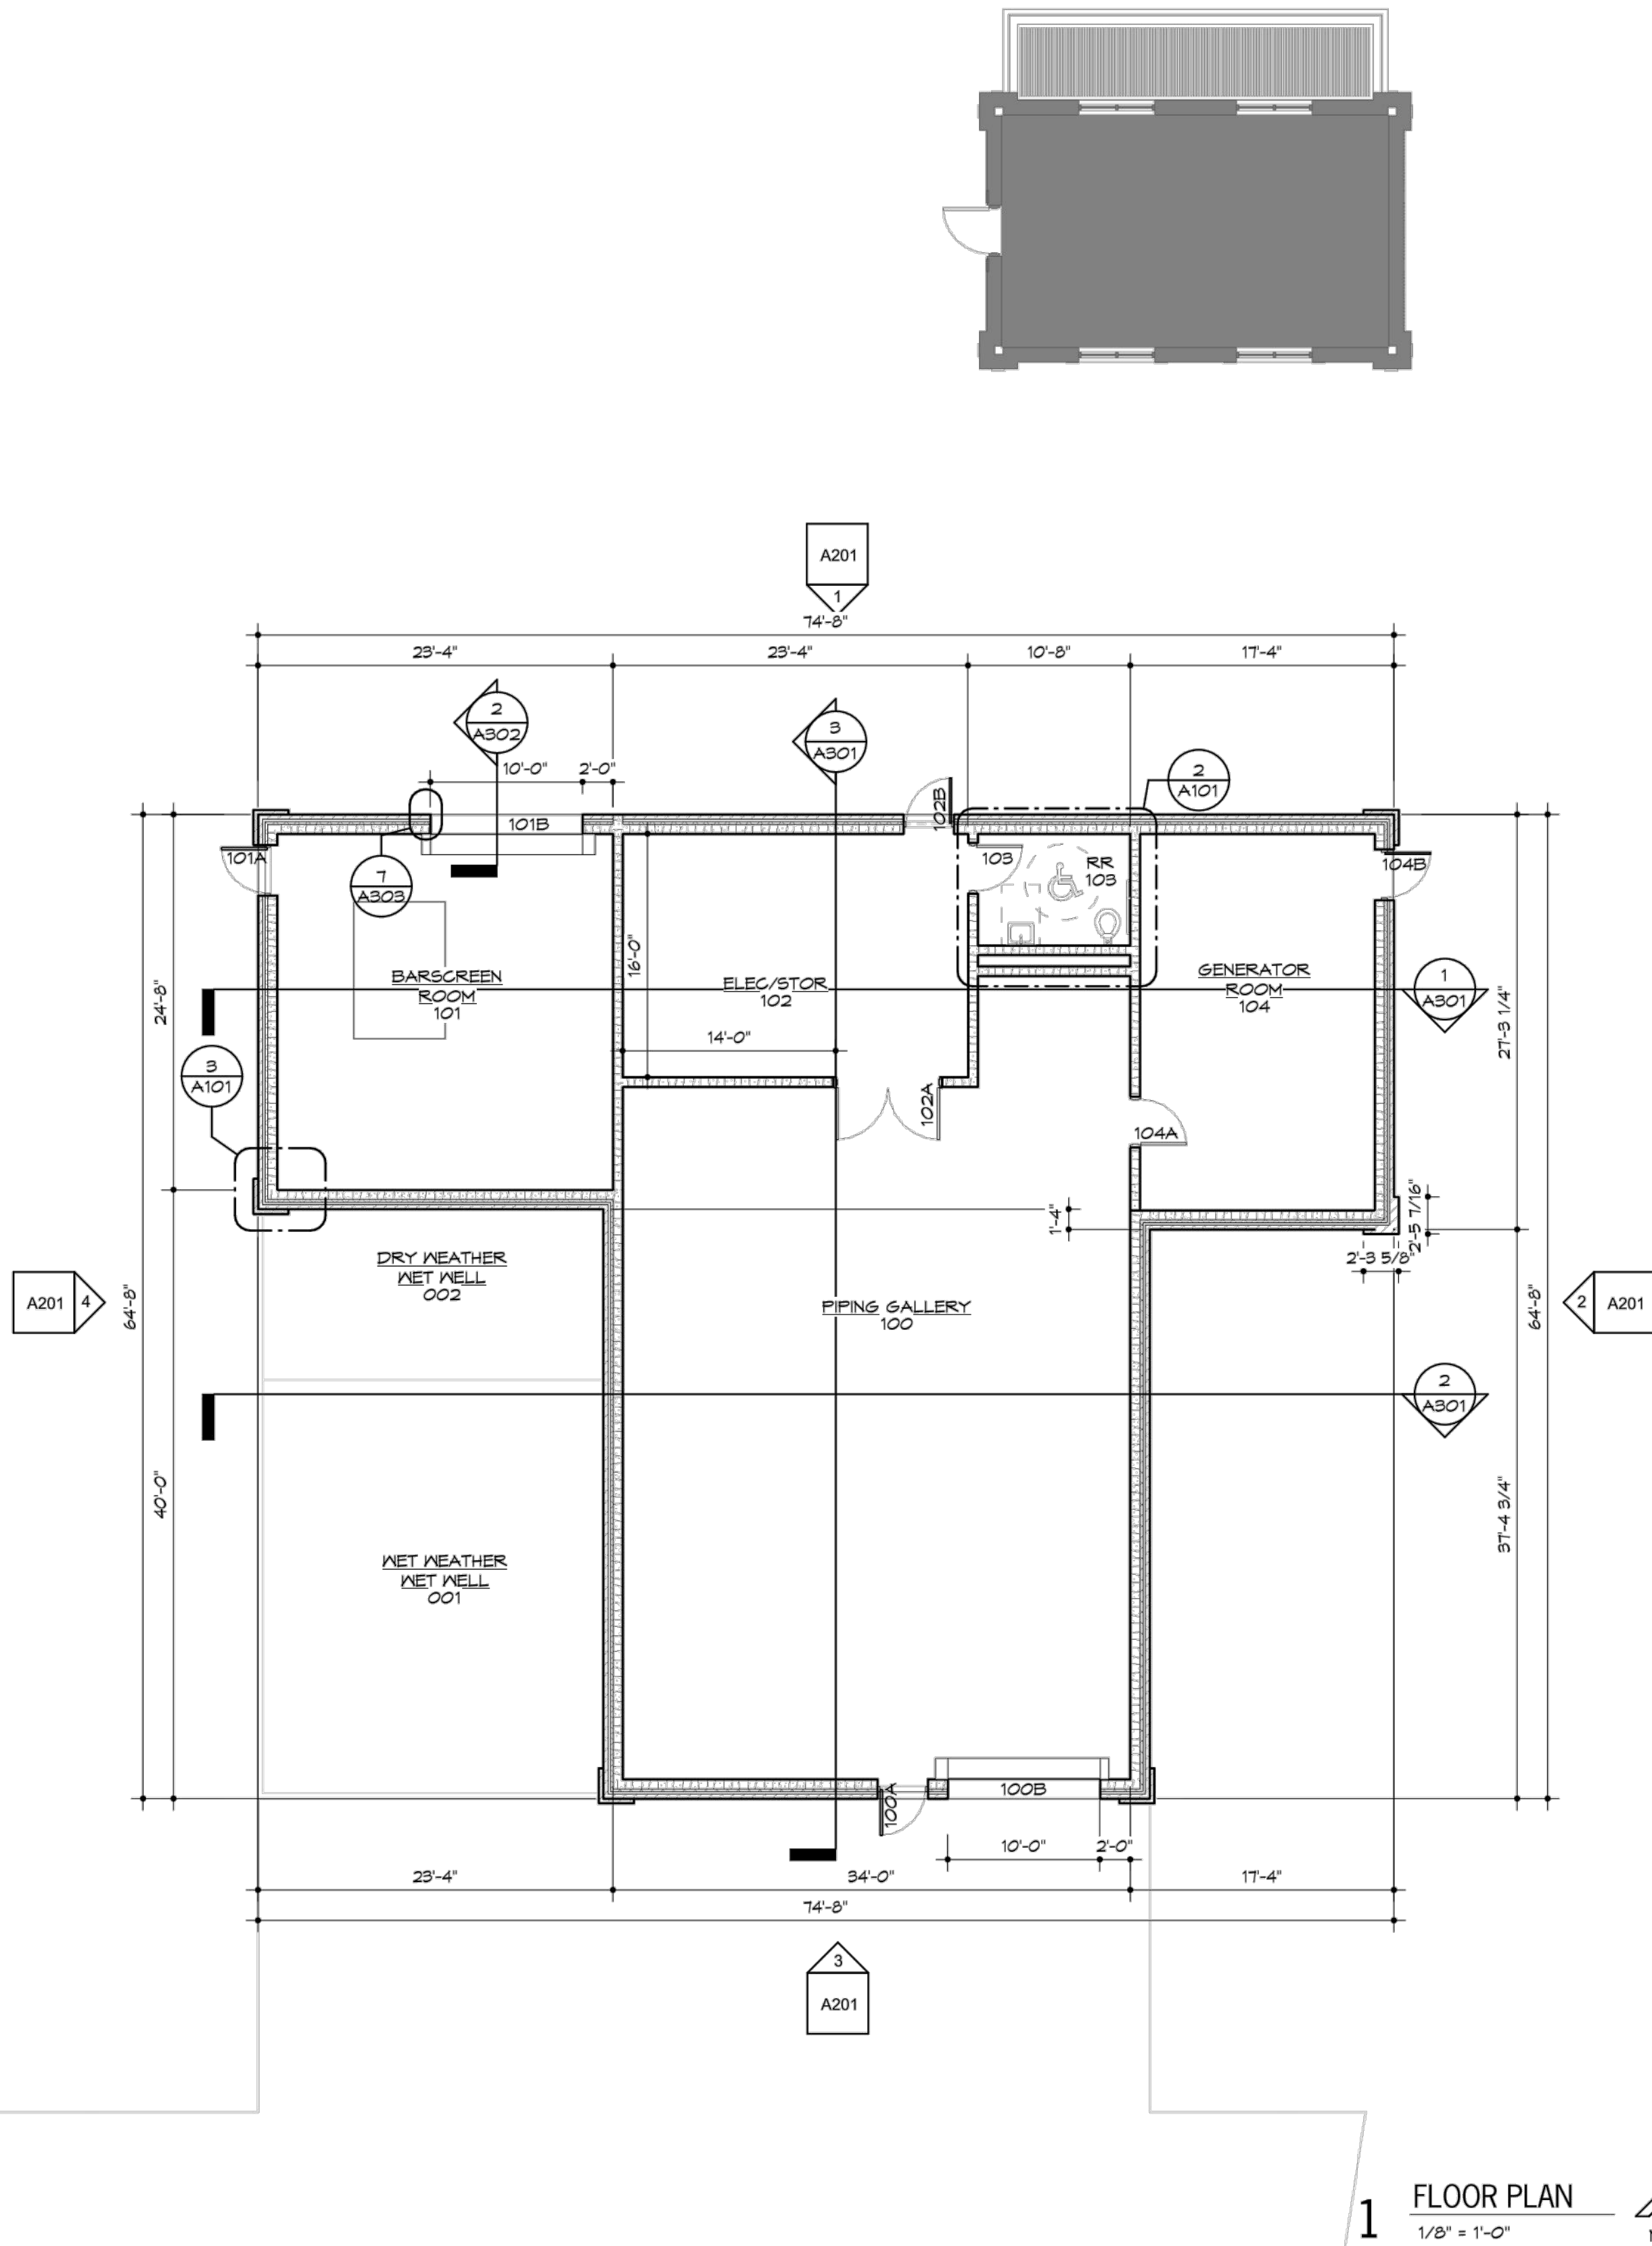 A201
1
74'-8"
23'-4"
23'-4"
10'-8"
17'-4"
2
A302
3
A301
2
A101
10'-0"
2'-0"
101B
102B
101A
103
RR
103
104B
7
A303
16'-0"
BARSCREEN
ROOM
101
ELEC/STOR
102
GENERATOR
ROOM
104
1
A301
24'-8"
27'-3 1/4"
14'-0"
3
A101
102A
104A
1'-4"
2'-5 7/16"
2'-3 5/8"
DRY WEATHER
WET WELL
002
A201
4
64'-8"
PIPING GALLERY
100
64'-8"
2
A201
2
A301
40'-0"
37'-4 3/4"
WET WEATHER
WET WELL
001
100A
100B
10'-0"
2'-0"
23'-4"
34'-0"
17'-4"
74'-8"
3
A201
1
FLOOR PLAN
1/8" = 1'-0"